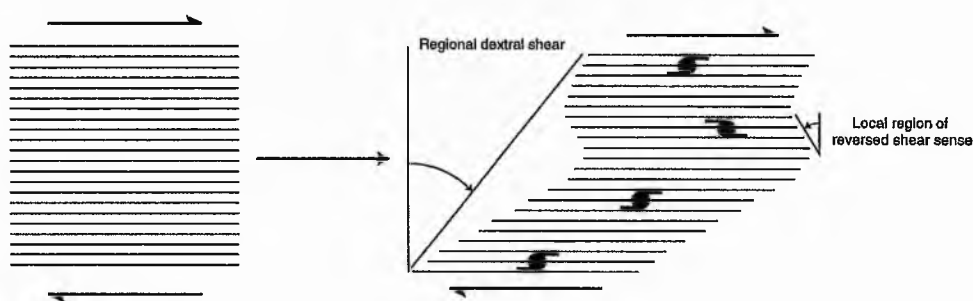 Regional dextral shear
Local region of
reversed shear sense